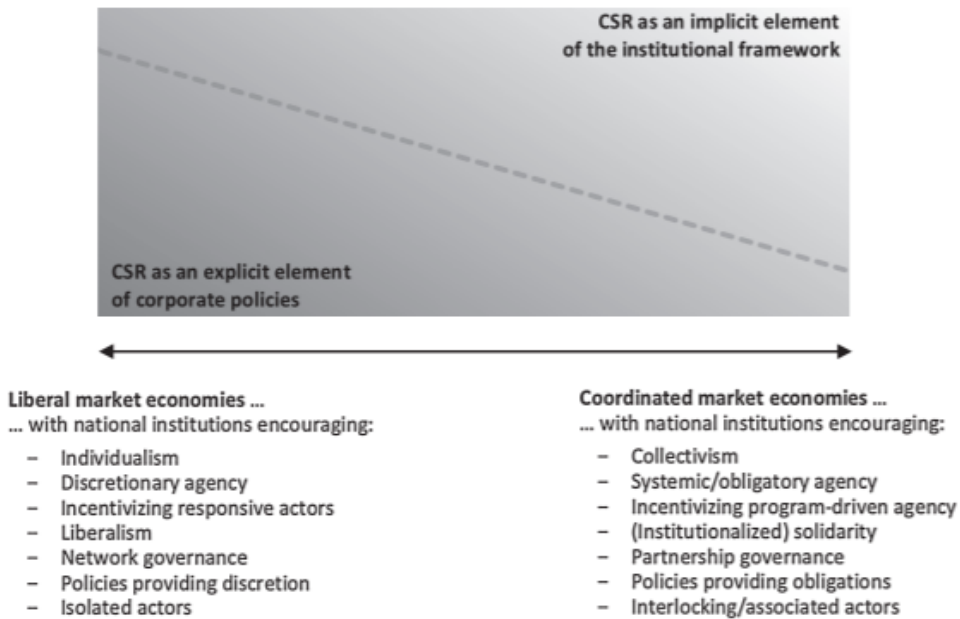 CSR as an implicit element
of the institutional framework
CSR as an explicit element
of corporate policies
Liberal market economies ...
... with national institutions encouraging:
– Individualism
– Discretionary agency
– Incentivizing responsive actors
– Liberalism
– Network governance
– Policies providing discretion
– Isolated actors
Coordinated market economies ...
... with national institutions encouraging:
– Collectivism
– Systemic/obligatory agency
– Incentivizing program-driven agency
– (Institutionalized) solidarity
– Partnership governance
– Policies providing obligations
– Interlocking/associated actors